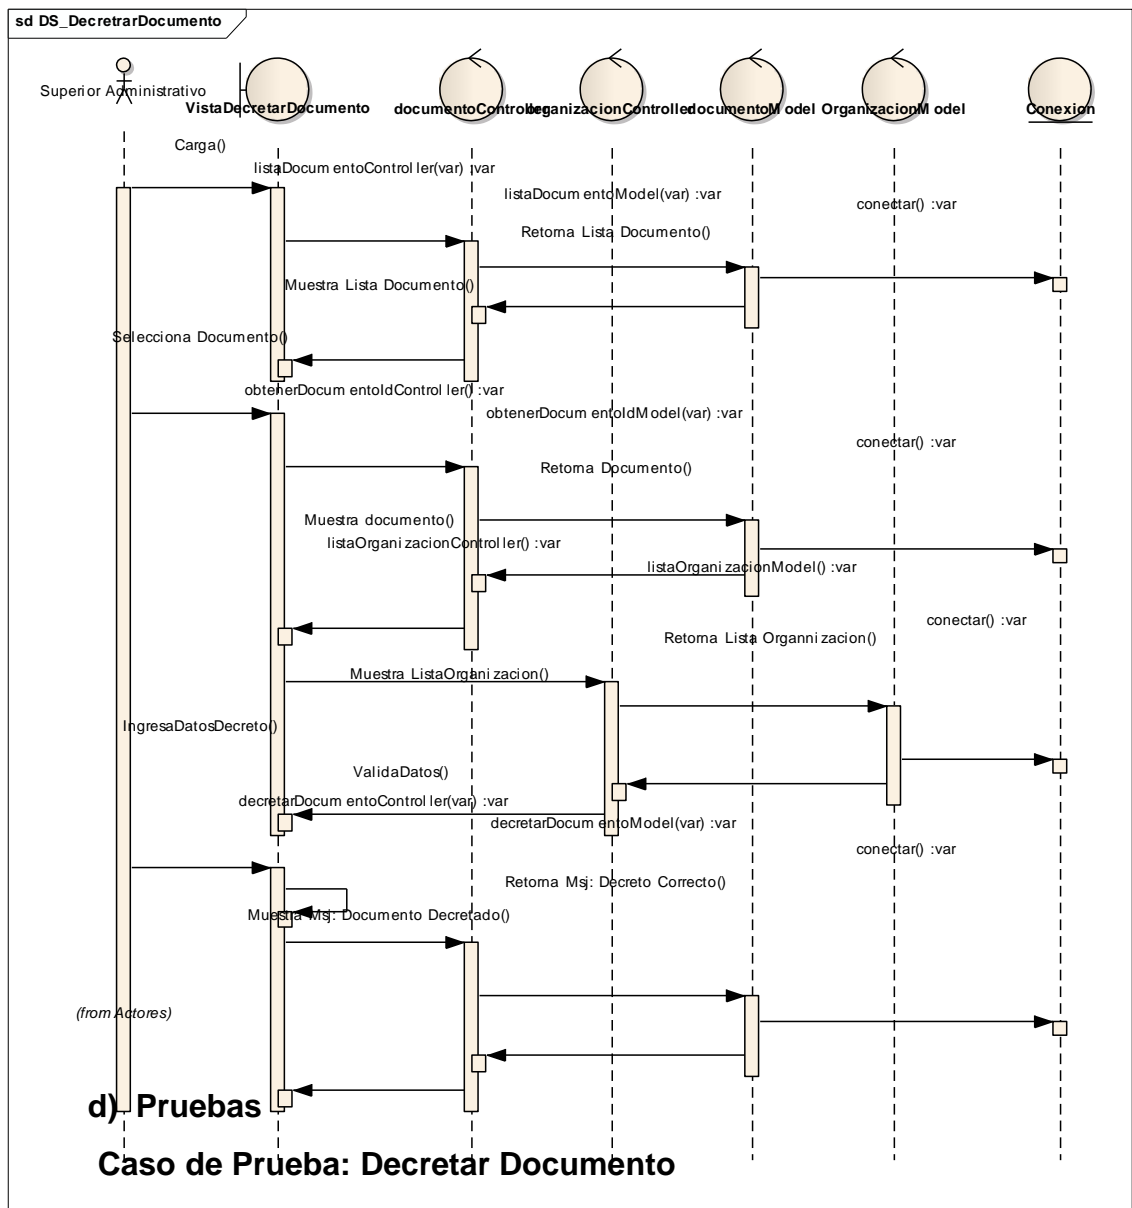 sd DS_DecretrarDocumento
Superior Administrativo
VistaDecretarDocumento
documentoController
organizacionController
documentoModel
OrganizacionModel
Conexion
Carga()
listaDocumentoController(var) :var
listaDocumentoModel(var) :var
conectar() :var
Retorna Lista Documento()
Muestra Lista Documento()
Selecciona Documento()
obtenerDocumentoIdController() :var
obtenerDocumentoIdModel(var) :var
conectar() :var
Retorna Documento()
Muestra documento()
listaOrganizacionController() :var
listaOrganizacionModel() :var
conectar() :var
Retorna Lista Organnizacion()
Muestra ListaOrganizacion()
IngresaDatosDecreto()
ValidaDatos()
decretarDocumentoController(var) :var
decretarDocumentoModel(var) :var
conectar() :var
Retorna Msj: Decreto Correcto()
Muestra Msj: Documento Decretado()
(from Actores)
d) Pruebas
Caso de Prueba: Decretar Documento